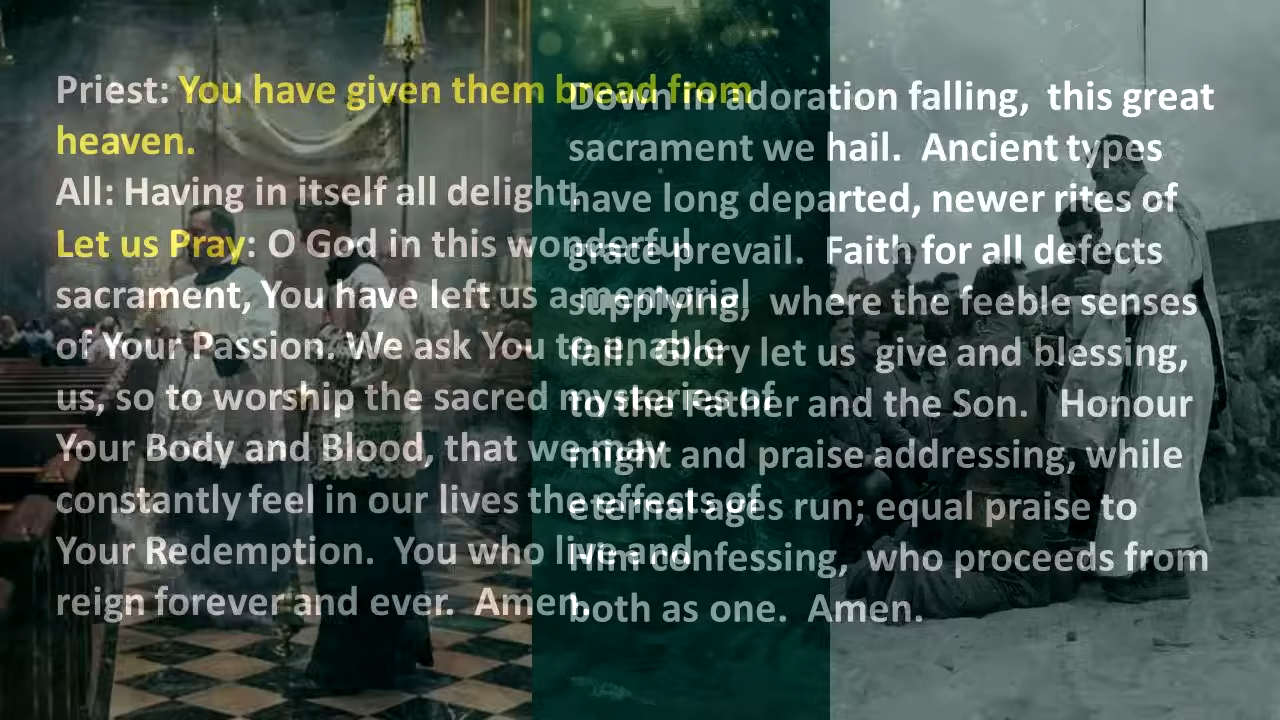 Priest: You have given them bread from
heaven.
All: Having in itself all delight.
Let us Pray: O God in this wonderful
sacrament, You have left us a memorial
of Your Passion. We ask You to enable
us, so to worship the sacred mysteries of
Your Body and Blood, that we may
constantly feel in our lives the effects of
Your Redemption. You who live and
reign forever and ever. Amen.
Down in adoration falling, this great
sacrament we hail. Ancient types
have long departed, newer rites of
grace prevail. Faith for all defects
supplying, where the feeble senses
fail. Glory let us give and blessing,
to the Father and the Son. Honour
might and praise addressing, while
eternal ages run; equal praise to
Him confessing, who proceeds from
both as one. Amen.